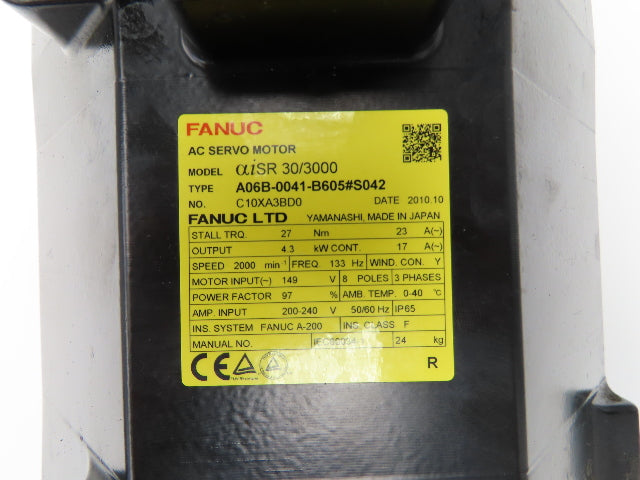 FANUC
AC SERVO MOTOR
MODEL αiSR 30/3000
TYPE A06B-0041-B605#S042
NO. C10XA3BD0 DATE 2010.10
FANUC LTD YAMANASHI, MADE IN JAPAN
STALL TRQ. 27 Nm 23 A(~)
OUTPUT 4.3 kW CONT. 17 A(~)
SPEED 2000 min⁻¹ FREQ. 133 Hz WIND. CON. Y
MOTOR INPUT(~) 149 V 8 POLES 3 PHASES
POWER FACTOR 97 % AMB. TEMP. 0-40 ℃
AMP. INPUT 200-240 V 50/60 Hz IP65
INS. SYSTEM FANUC A-200 INS. CLASS F
MANUAL NO. 24 kg
CE R